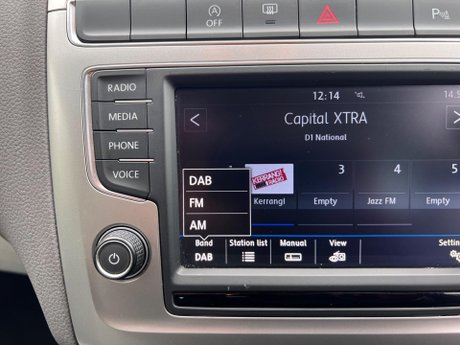 A
OFF
P
RADIO
MEDIA
PHONE
VOICE
12:14
Capital XTRA
D1 National
3 4 5
KERRANG!
RADIO
Kerrang! Empty Jazz FM Empty
DAB
FM
AM
Band Station list Manual View
DAB